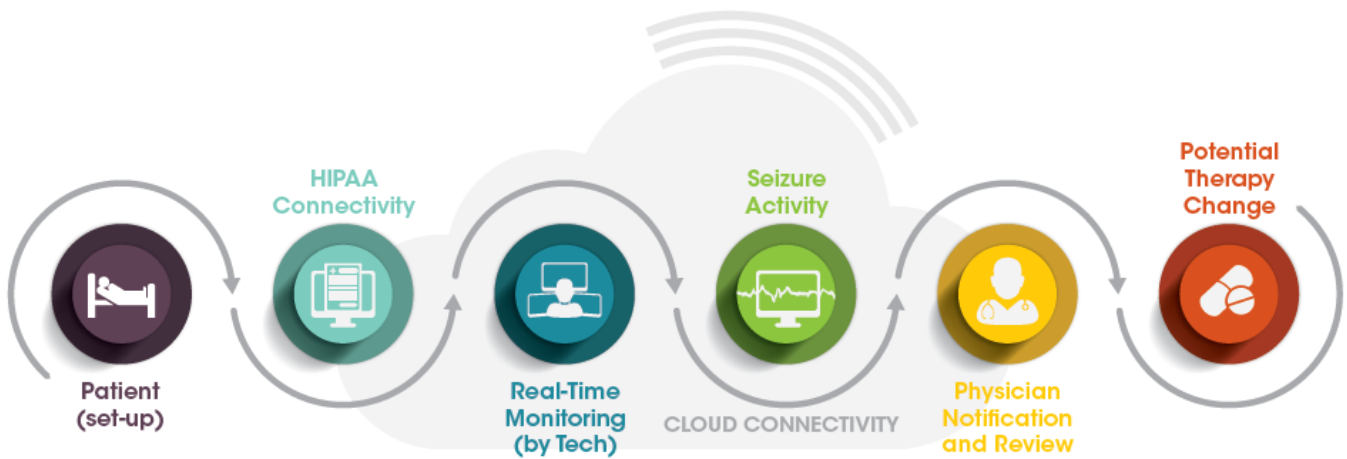 Patient
(set-up)
HIPAA
Connectivity
Real-Time
Monitoring
(by Tech)
Seizure
Activity
CLOUD CONNECTIVITY
Physician
Notification
and Review
Potential
Therapy
Change